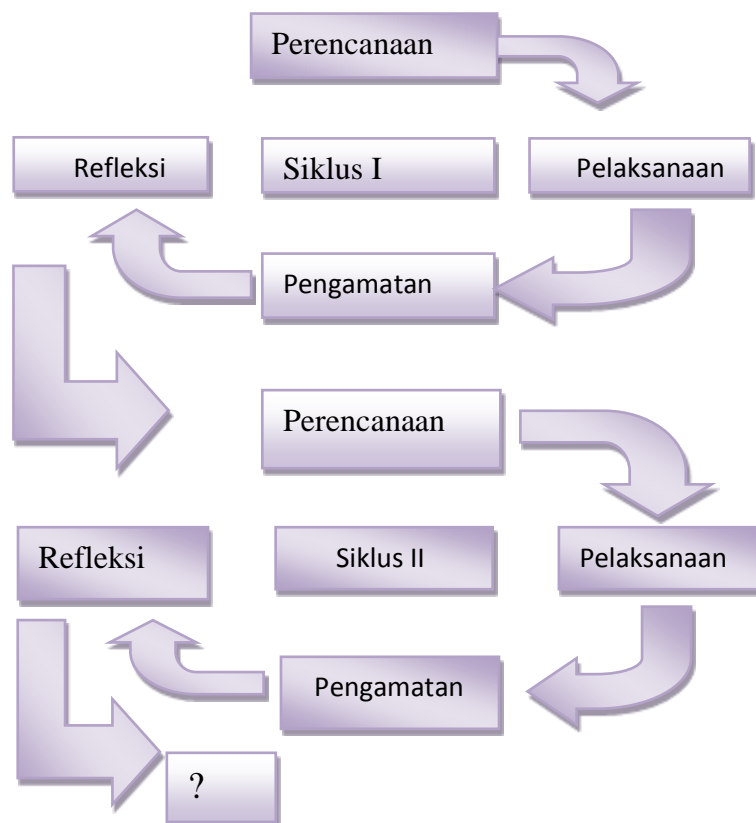 Perencanaan
Refleksi
Siklus I
Pelaksanaan
Pengamatan
Perencanaan
Refleksi
Siklus II
Pelaksanaan
Pengamatan
?